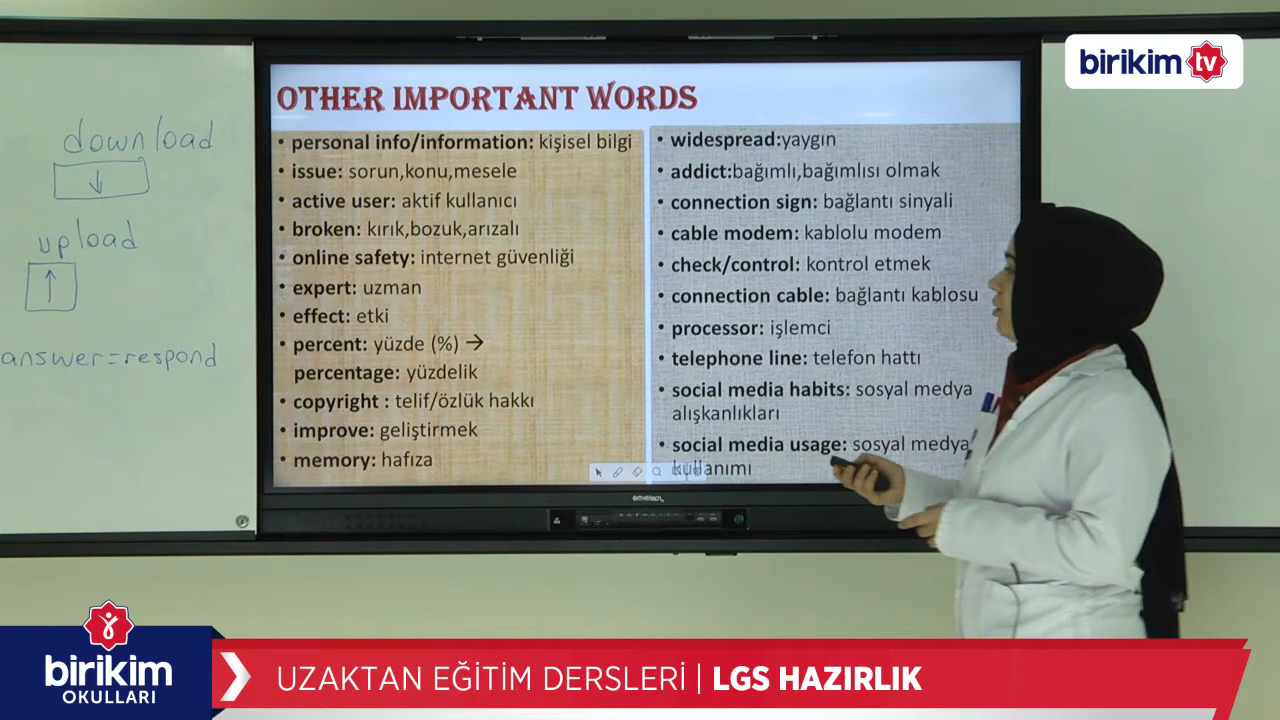 birikim tv
download
upload
answer=respond
OTHER IMPORTANT WORDS
• personal info/information: kişisel bilgi
• issue: sorun,konu,mesele
• active user: aktif kullanıcı
• broken: kırık,bozuk,arızalı
• online safety: internet güvenliği
• expert: uzman
• effect: etki
• percent: yüzde (%) →
percentage: yüzdelik
• copyright : telif/özlük hakkı
• improve: geliştirmek
• memory: hafıza
• widespread:yaygın
• addict:bağımlı,bağımlısı olmak
• connection sign: bağlantı sinyali
• cable modem: kablolu modem
• check/control: kontrol etmek
• connection cable: bağlantı kablosu
• processor: işlemci
• telephone line: telefon hattı
• social media habits: sosyal medya
alışkanlıkları
• social media usage: sosyal medya
kullanımı
birikim
OKULLARI
UZAKTAN EĞİTİM DERSLERİ | LGS HAZIRLIK